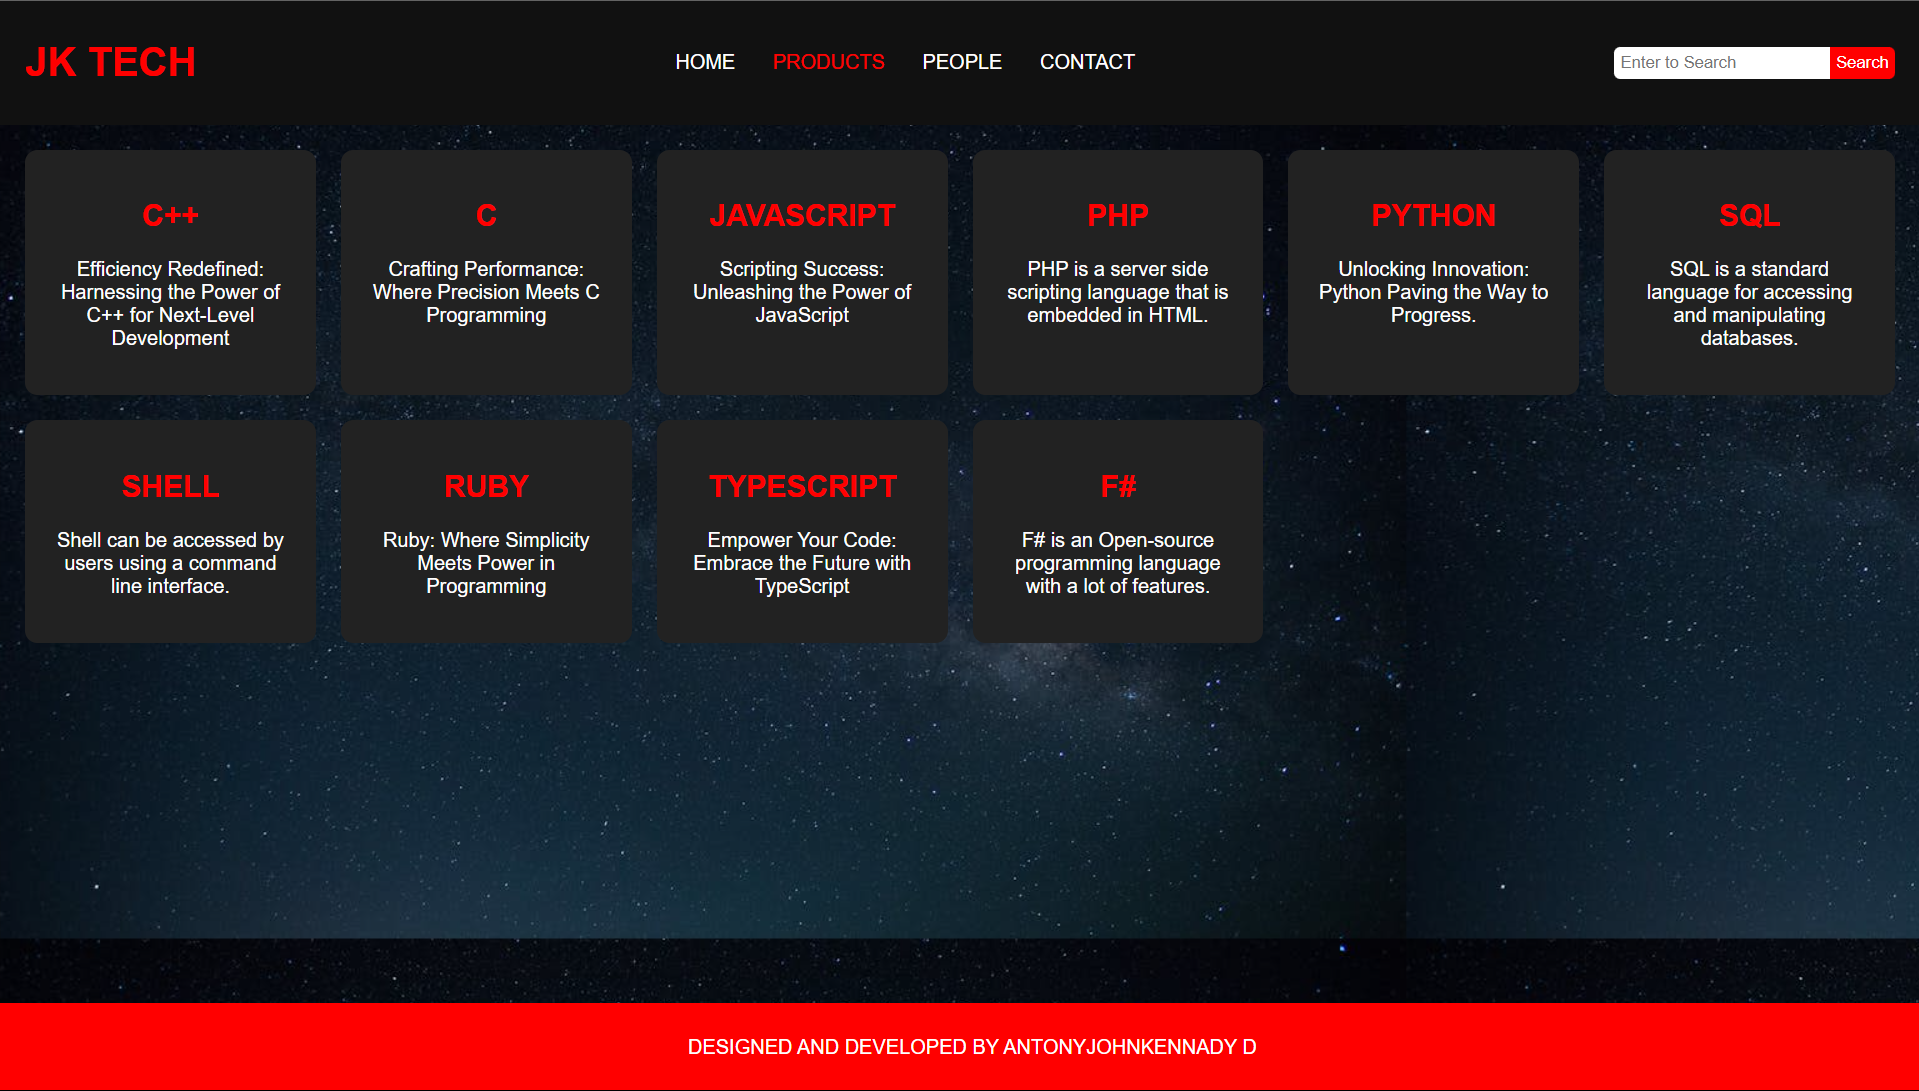 JK TECH
HOME PRODUCTS PEOPLE CONTACT
Enter to Search Search
C++
Efficiency Redefined:
Harnessing the Power of
C++ for Next-Level
Development
C
Crafting Performance:
Where Precision Meets C
Programming
JAVASCRIPT
Scripting Success:
Unleashing the Power of
JavaScript
PHP
PHP is a server side
scripting language that is
embedded in HTML.
PYTHON
Unlocking Innovation:
Python Paving the Way to
Progress.
SQL
SQL is a standard
language for accessing
and manipulating
databases.
SHELL
Shell can be accessed by
users using a command
line interface.
RUBY
Ruby: Where Simplicity
Meets Power in
Programming
TYPESCRIPT
Empower Your Code:
Embrace the Future with
TypeScript
F#
F# is an Open-source
programming language
with a lot of features.
DESIGNED AND DEVELOPED BY ANTONYJOHNKENNADY D